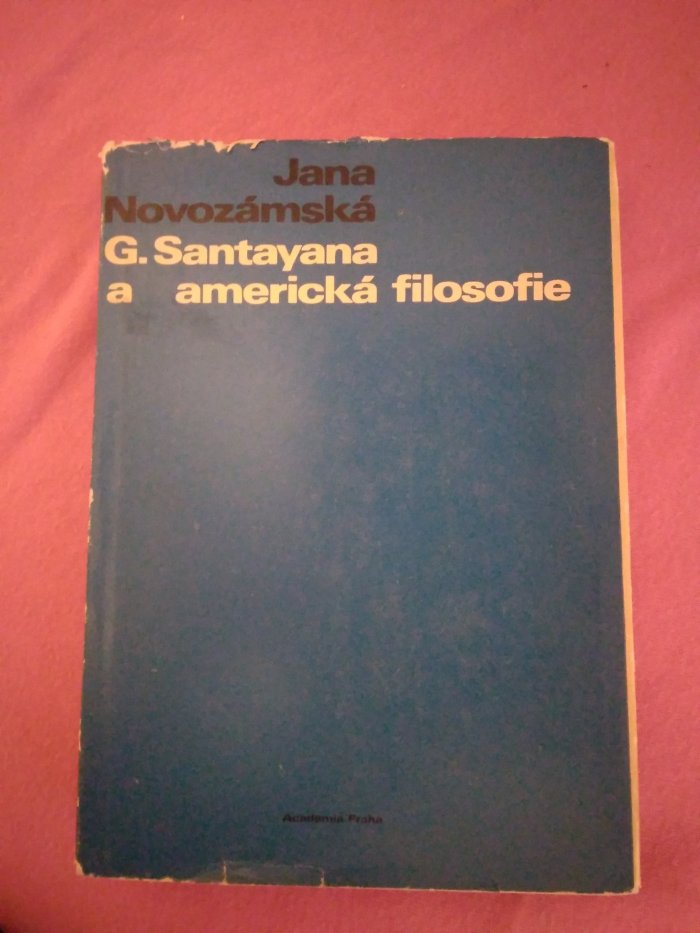 Jana
Novozámská
G. Santayana
a americká filosofie
Academia Praha